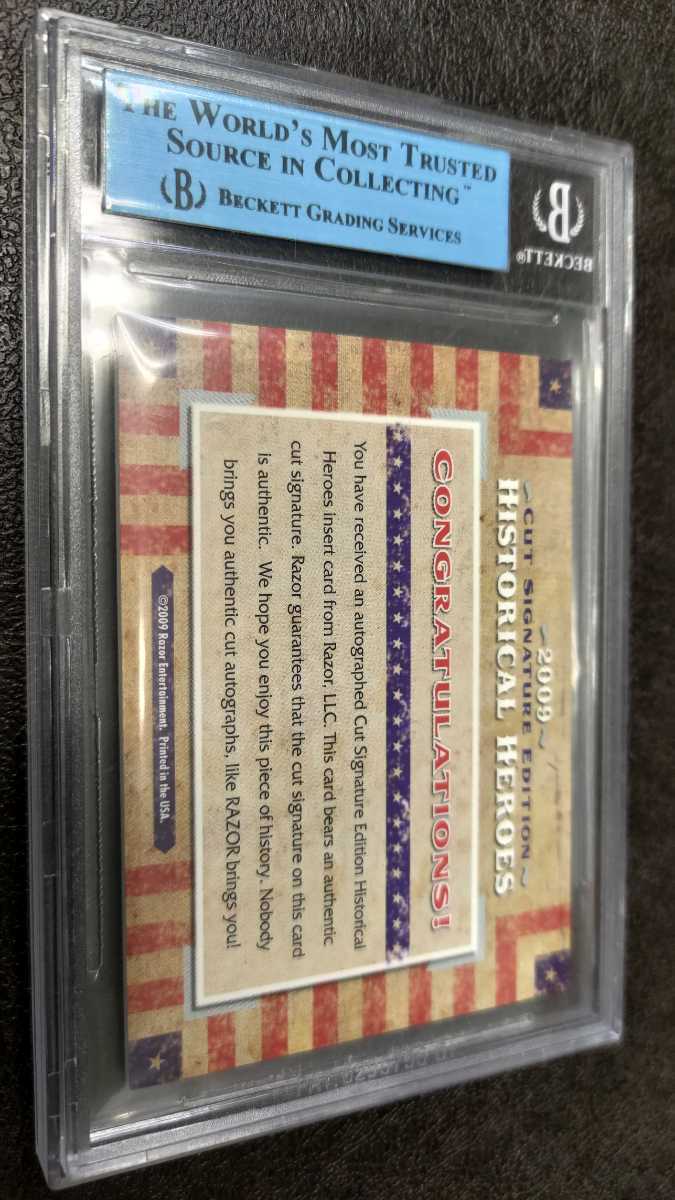 THE WORLD'S MOST TRUSTED
SOURCE IN COLLECTING™
(B) BECKETT GRADING SERVICES
B
BECKETT®
~2009~
~ CUT SIGNATURE EDITION ~
HISTORICAL HEROES
CONGRATULATIONS!
You have received an autographed Cut Signature Edition Historical
Heroes insert card from Razor, LLC. This card bears an authentic
cut signature. Razor guarantees that the cut signature on this card
is authentic. We hope you enjoy this piece of history. Nobody
brings you authentic cut autographs, like RAZOR brings you!
©2009 Razor Entertainment. Printed in the USA.